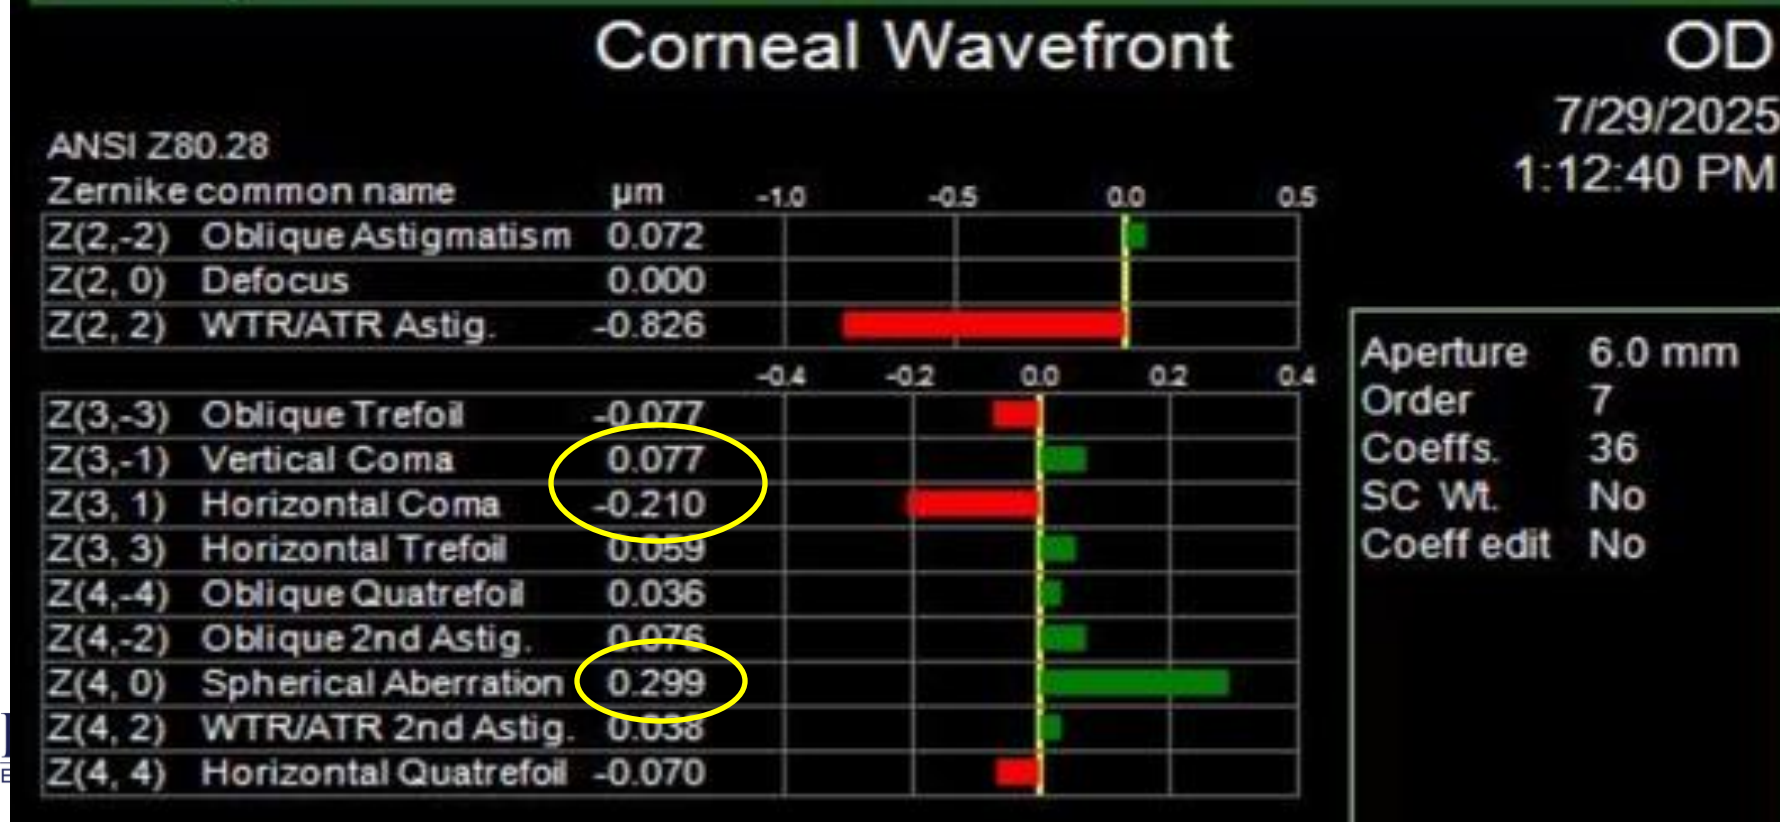 Corneal Wavefront OD
7/29/2025
1:12:40 PM
ANSI Z80.28
Zernike common name µm -1.0 -0.5 0.0 0.5
Z(2,-2) Oblique Astigmatism 0.072
Z(2, 0) Defocus 0.000
Z(2, 2) WTR/ATR Astig. -0.826
-0.4 -0.2 0.0 0.2 0.4
Z(3,-3) Oblique Trefoil -0.077
Z(3,-1) Vertical Coma 0.077
Z(3, 1) Horizontal Coma -0.210
Z(3, 3) Horizontal Trefoil 0.059
Z(4,-4) Oblique Quatrefoil 0.036
Z(4,-2) Oblique 2nd Astig. 0.076
Z(4, 0) Spherical Aberration 0.299
Z(4, 2) WTR/ATR 2nd Astig. 0.038
Z(4, 4) Horizontal Quatrefoil -0.070
Aperture 6.0 mm
Order 7
Coeffs. 36
SC Wt. No
Coeff edit No